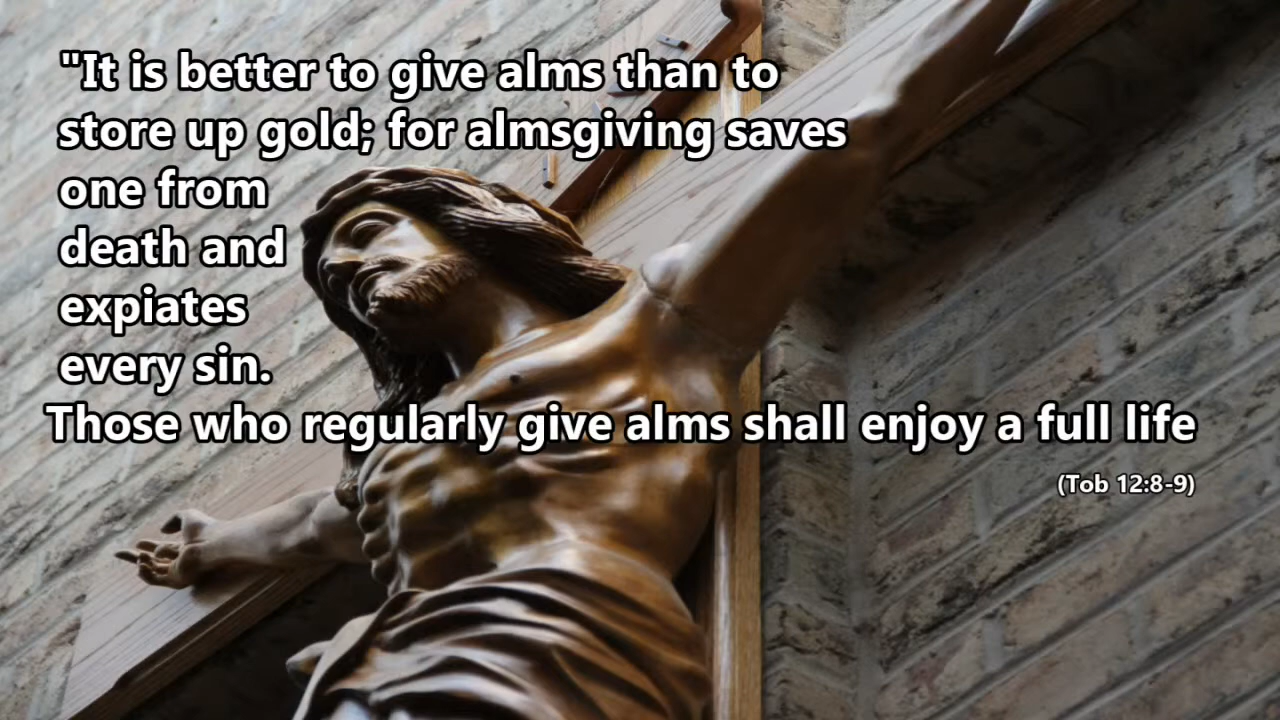 "It is better to give alms than to
store up gold; for almsgiving saves
one from
death and
expiates
every sin.
Those who regularly give alms shall enjoy a full life
(Tob 12:8-9)